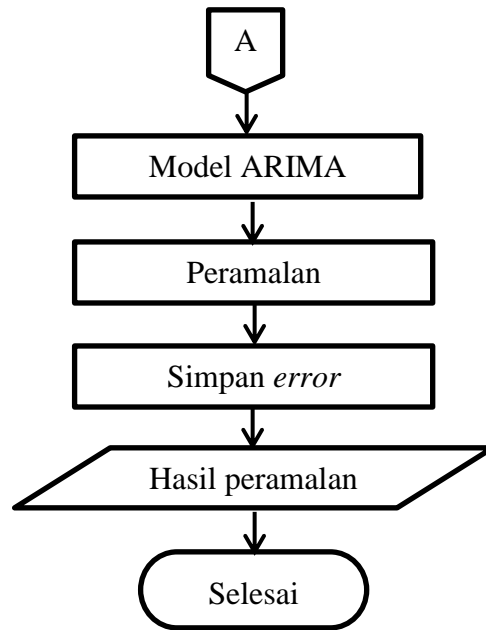 A
Model ARIMA
Peramalan
Simpan error
Hasil peramalan
Selesai